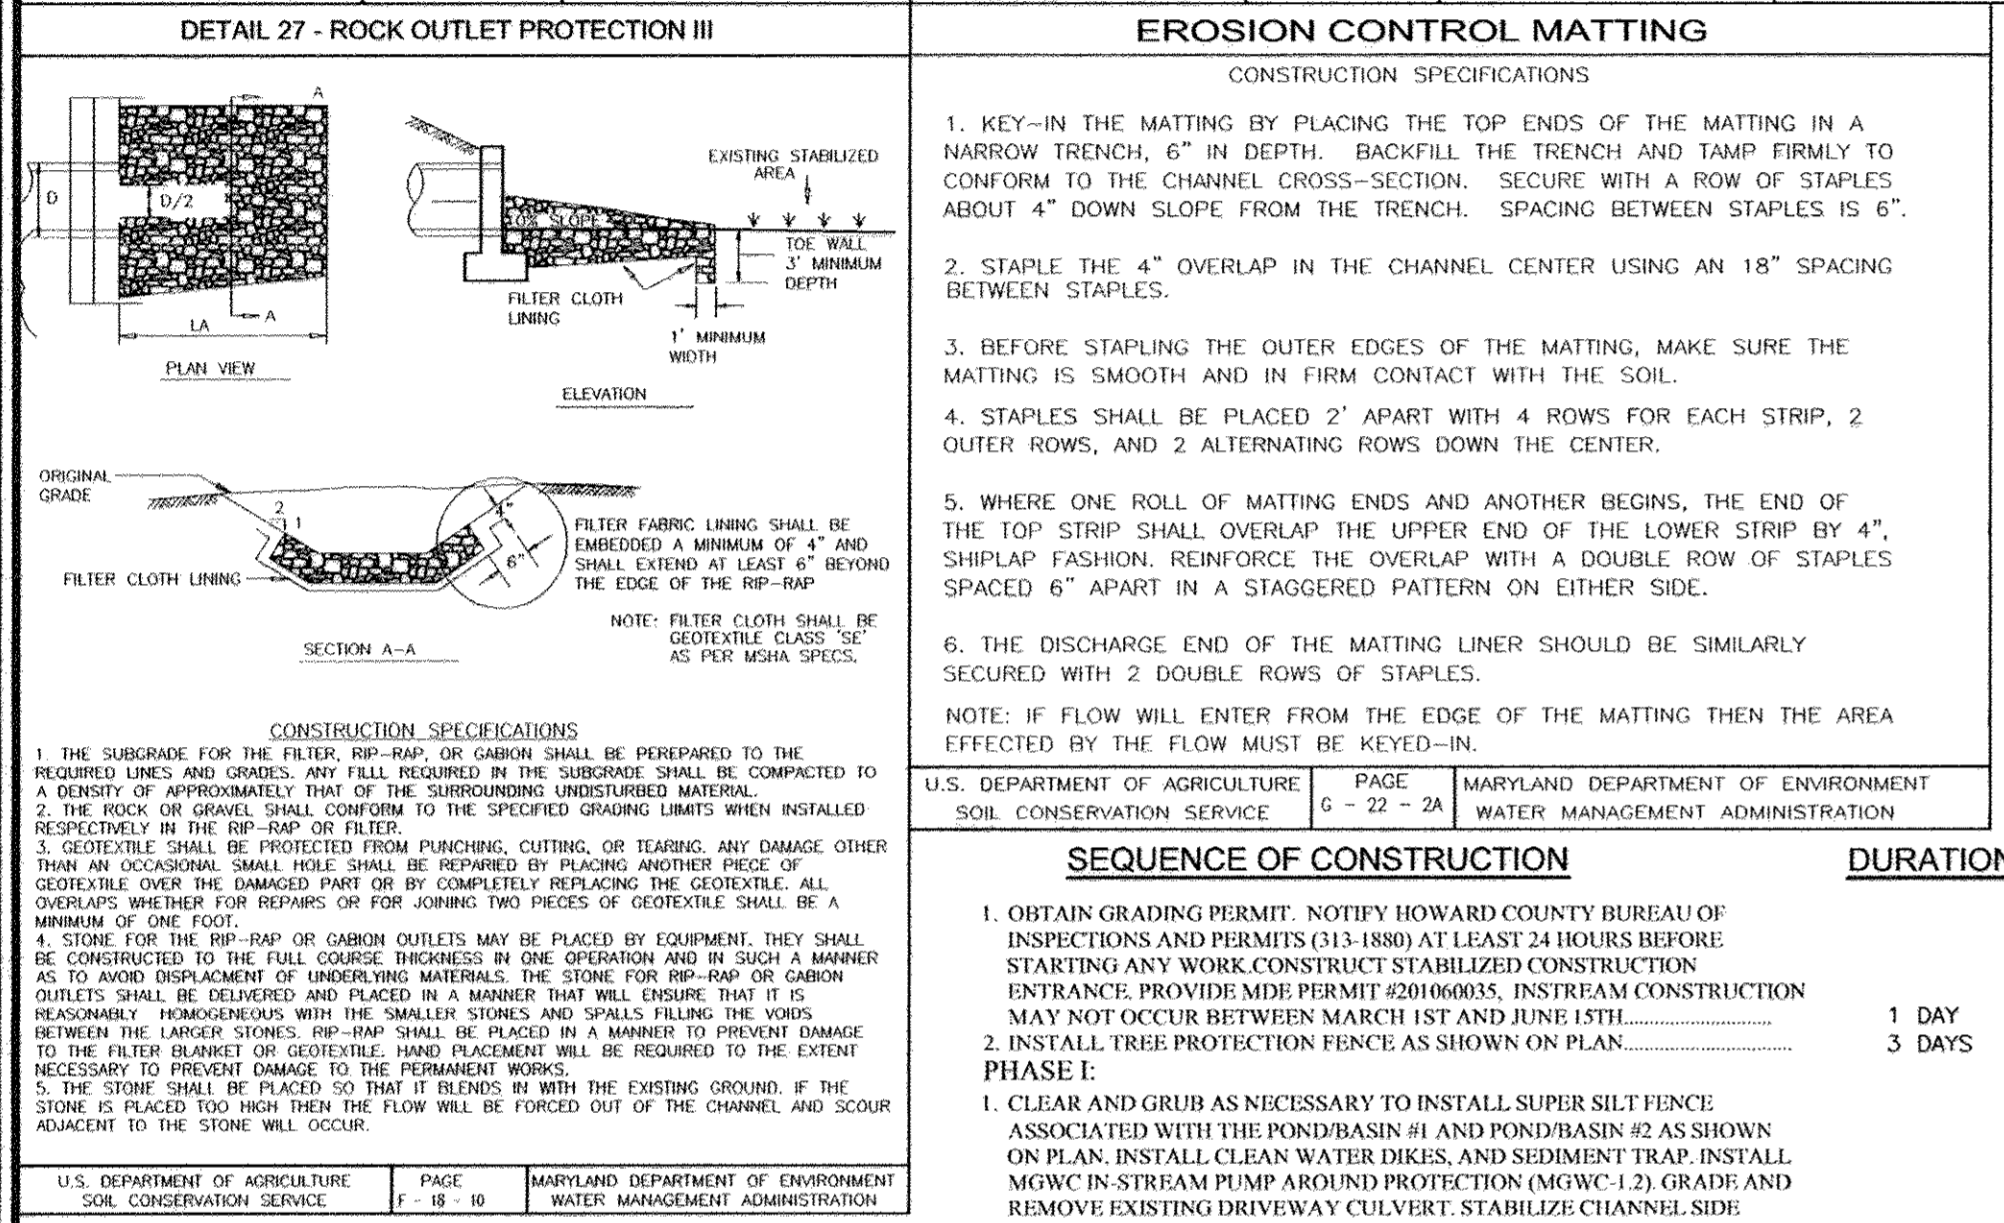 DETAIL 27 - ROCK OUTLET PROTECTION III
A
D
D/2
A
LA
PLAN VIEW
EXISTING STABILIZED
AREA
0% SLOPE
TOE WALL
3' MINIMUM
DEPTH
FILTER CLOTH
LINING
1' MINIMUM
WIDTH
ELEVATION
ORIGINAL
GRADE
2
1
4"
6"
FILTER CLOTH LINING
FILTER FABRIC LINING SHALL BE
EMBEDDED A MINIMUM OF 4" AND
SHALL EXTEND AT LEAST 6" BEYOND
THE EDGE OF THE RIP-RAP
SECTION A-A
NOTE: FILTER CLOTH SHALL BE
GEOTEXTILE CLASS 'SE'
AS PER MSHA SPECS.
CONSTRUCTION SPECIFICATIONS
1. THE SUBGRADE FOR THE FILTER, RIP-RAP, OR GABION SHALL BE PEREPARED TO THE
REQUIRED LINES AND GRADES. ANY FILLL REQUIRED IN THE SUBGRADE SHALL BE COMPACTED TO
A DENSITY OF APPROXIMATELY THAT OF THE SURROUNDING UNDISTURBED MATERIAL.
2. THE ROCK OR GRAVEL SHALL CONFORM TO THE SPECIFIED GRADING LIMITS WHEN INSTALLED
RESPECTIVELY IN THE RIP-RAP OR FILTER.
3. GEOTEXTILE SHALL BE PROTECTED FROM PUNCHING, CUTTING, OR TEARING. ANY DAMAGE OTHER
THAN AN OCCASIONAL SMALL HOLE SHALL BE REPARIED BY PLACING ANOTHER PIECE OF
GEOTEXTILE OVER THE DAMAGED PART OR BY COMPLETELY REPLACING THE GEOTEXTILE. ALL
OVERLAPS WHETHER FOR REPAIRS OR FOR JOINING TWO PIECES OF GEOTEXTILE SHALL BE A
MINIMUM OF ONE FOOT.
4. STONE FOR THE RIP-RAP OR GABION OUTLETS MAY BE PLACED BY EQUIPMENT. THEY SHALL
BE CONSTRUCTED TO THE FULL COURSE THICKNESS IN ONE OPERATION AND IN SUCH A MANNER
AS TO AVOID DISPLACMENT OF UNDERLYING MATERIALS. THE STONE FOR RIP-RAP OR GABION
OUTLETS SHALL BE DELIVERED AND PLACED IN A MANNER THAT WILL ENSURE THAT IT IS
REASONABLY HOMOGENEOUS WITH THE SMALLER STONES AND SPALLS FILLING THE VOIDS
BETWEEN THE LARGER STONES. RIP-RAP SHALL BE PLACED IN A MANNER TO PREVENT DAMAGE
TO THE FILTER BLANKET OR GEOTEXTILE. HAND PLACEMENT WILL BE REQUIRED TO THE EXTENT
NECESSARY TO PREVENT DAMAGE TO THE PERMANENT WORKS.
5. THE STONE SHALL BE PLACED SO THAT IT BLENDS IN WITH THE EXISTING GROUND. IF THE
STONE IS PLACED TOO HIGH THEN THE FLOW WILL BE FORCED OUT OF THE CHANNEL AND SCOUR
ADJACENT TO THE STONE WILL OCCUR.
U.S. DEPARTMENT OF AGRICULTURE
SOIL CONSERVATION SERVICE
PAGE
F - 18 - 10
MARYLAND DEPARTMENT OF ENVIRONMENT
WATER MANAGEMENT ADMINISTRATION
EROSION CONTROL MATTING
CONSTRUCTION SPECIFICATIONS
1. KEY-IN THE MATTING BY PLACING THE TOP ENDS OF THE MATTING IN A
NARROW TRENCH, 6" IN DEPTH. BACKFILL THE TRENCH AND TAMP FIRMLY TO
CONFORM TO THE CHANNEL CROSS-SECTION. SECURE WITH A ROW OF STAPLES
ABOUT 4" DOWN SLOPE FROM THE TRENCH. SPACING BETWEEN STAPLES IS 6".
2. STAPLE THE 4" OVERLAP IN THE CHANNEL CENTER USING AN 18" SPACING
BETWEEN STAPLES.
3. BEFORE STAPLING THE OUTER EDGES OF THE MATTING, MAKE SURE THE
MATTING IS SMOOTH AND IN FIRM CONTACT WITH THE SOIL.
4. STAPLES SHALL BE PLACED 2' APART WITH 4 ROWS FOR EACH STRIP, 2
OUTER ROWS, AND 2 ALTERNATING ROWS DOWN THE CENTER.
5. WHERE ONE ROLL OF MATTING ENDS AND ANOTHER BEGINS, THE END OF
THE TOP STRIP SHALL OVERLAP THE UPPER END OF THE LOWER STRIP BY 4",
SHIPLAP FASHION. REINFORCE THE OVERLAP WITH A DOUBLE ROW OF STAPLES
SPACED 6" APART IN A STAGGERED PATTERN ON EITHER SIDE.
6. THE DISCHARGE END OF THE MATTING LINER SHOULD BE SIMILARLY
SECURED WITH 2 DOUBLE ROWS OF STAPLES.
NOTE: IF FLOW WILL ENTER FROM THE EDGE OF THE MATTING THEN THE AREA
EFFECTED BY THE FLOW MUST BE KEYED-IN.
U.S. DEPARTMENT OF AGRICULTURE
SOIL CONSERVATION SERVICE
PAGE
G - 22 - 2A
MARYLAND DEPARTMENT OF ENVIRONMENT
WATER MANAGEMENT ADMINISTRATION
SEQUENCE OF CONSTRUCTION DURATION
1. OBTAIN GRADING PERMIT. NOTIFY HOWARD COUNTY BUREAU OF
INSPECTIONS AND PERMITS (313-1880) AT LEAST 24 HOURS BEFORE
STARTING ANY WORK.CONSTRUCT STABILIZED CONSTRUCTION
ENTRANCE. PROVIDE MDE PERMIT #201060035, INSTREAM CONSTRUCTION
MAY NOT OCCUR BETWEEN MARCH 1ST AND JUNE 15TH............................ 1 DAY
2. INSTALL TREE PROTECTION FENCE AS SHOWN ON PLAN................................ 3 DAYS
PHASE I:
1. CLEAR AND GRUB AS NECESSARY TO INSTALL SUPER SILT FENCE
ASSOCIATED WITH THE POND/BASIN #1 AND POND/BASIN #2 AS SHOWN
ON PLAN. INSTALL CLEAN WATER DIKES, AND SEDIMENT TRAP. INSTALL
MGWC IN-STREAM PUMP AROUND PROTECTION (MGWC-1.2). GRADE AND
REMOVE EXISTING DRIVEWAY CULVERT. STABILIZE CHANNEL SIDE